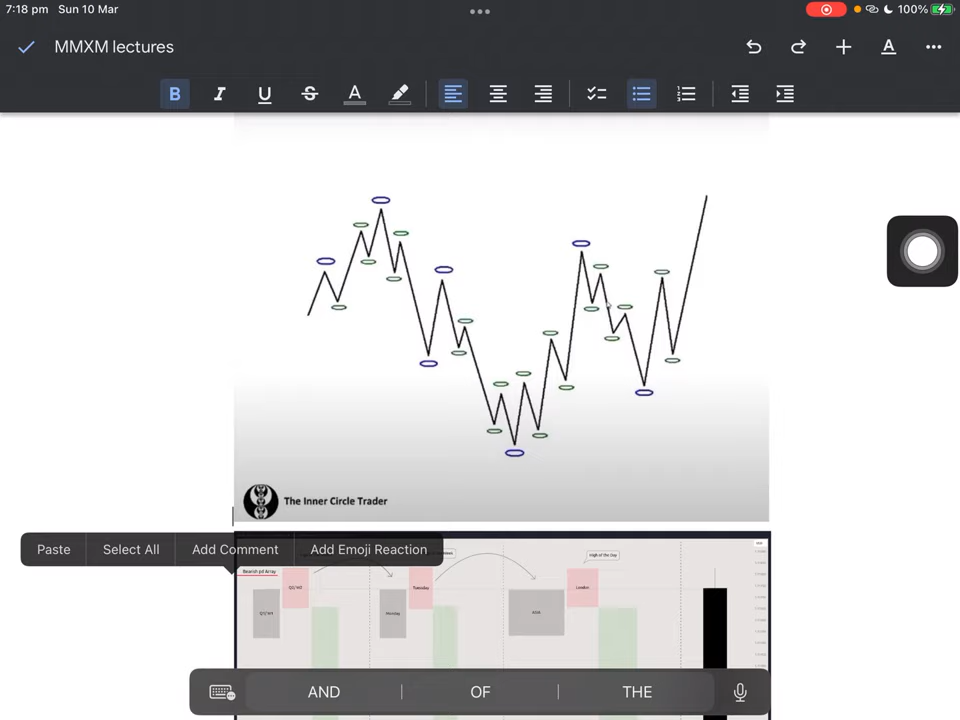 7:18 pm Sun 10 Mar
100%
MMXM lectures
B I U S A
The Inner Circle Trader
Paste Select All Add Comment Add Emoji Reaction
High of the Day
Bearish pd Array
Tuesday
London
Monday
ASIA
AND OF THE